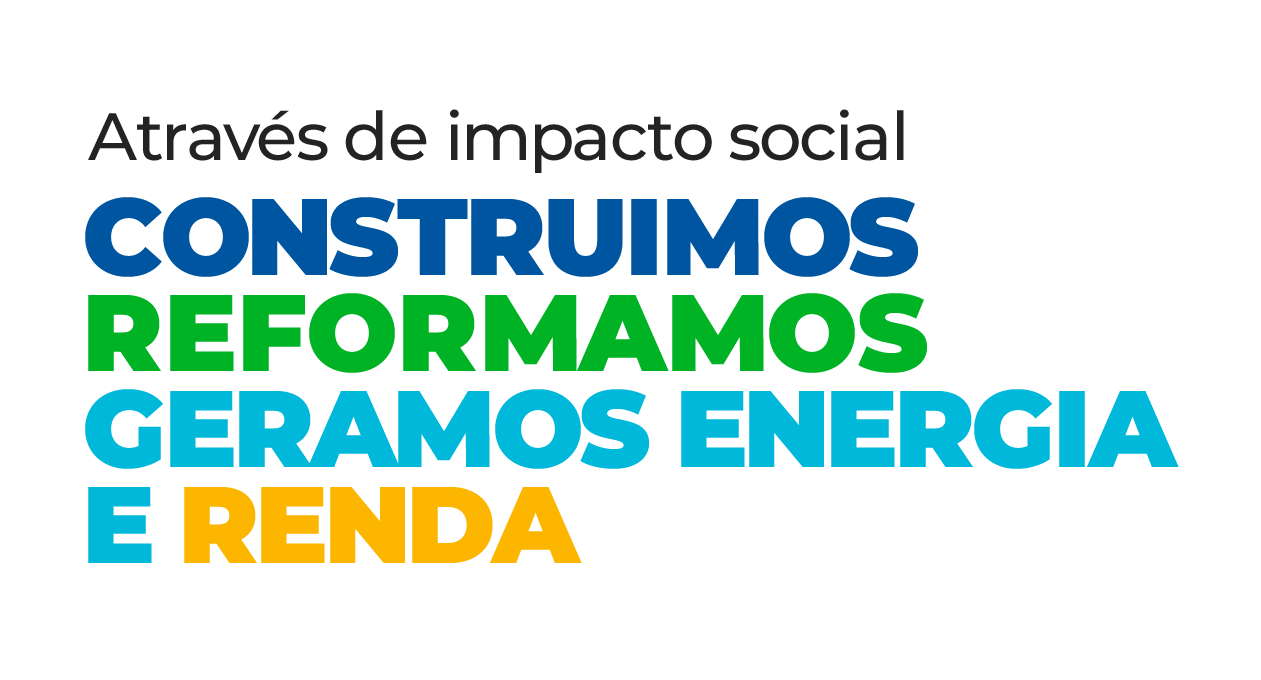 Através de impacto social
CONSTRUIMOS
REFORMAMOS
GERAMOS ENERGIA
E RENDA